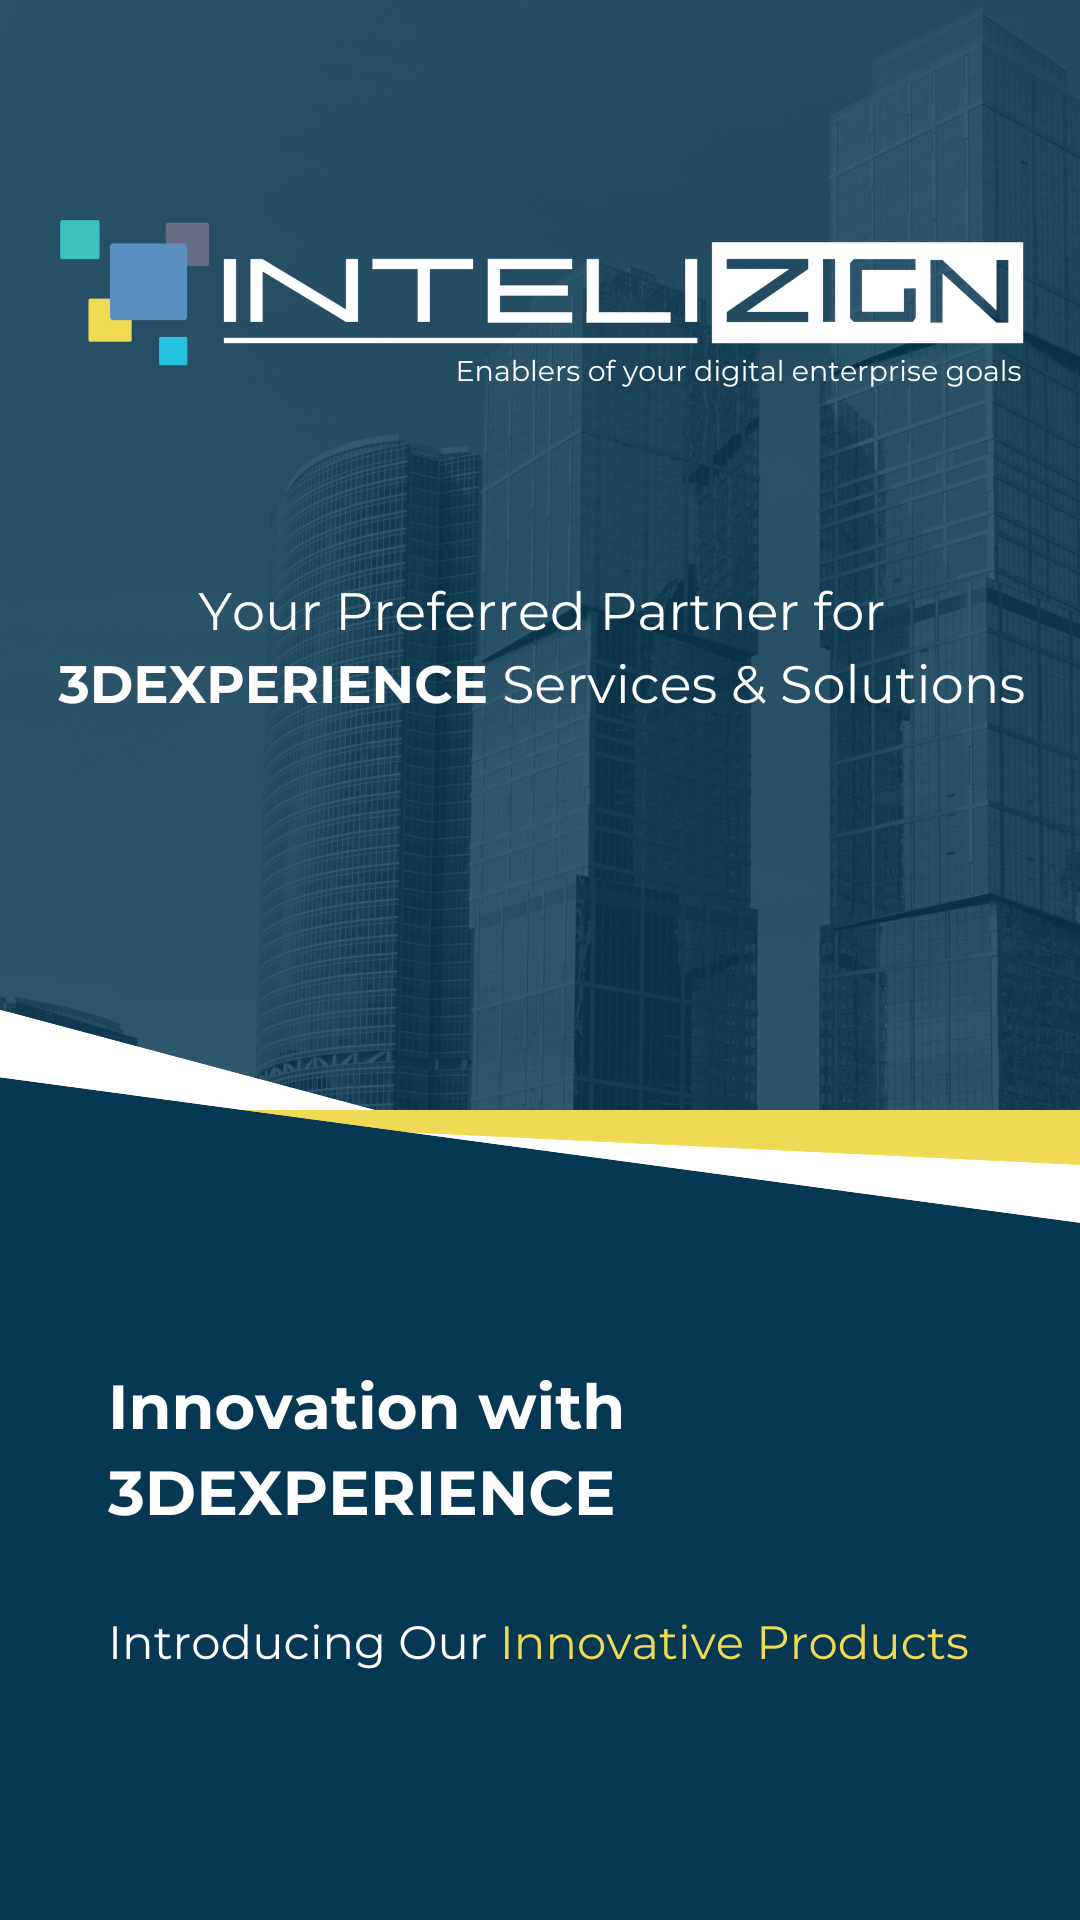 INTELIZIGN
Enablers of your digital enterprise goals
Your Preferred Partner for
3DEXPERIENCE Services & Solutions
Innovation with
3DEXPERIENCE
Introducing Our Innovative Products